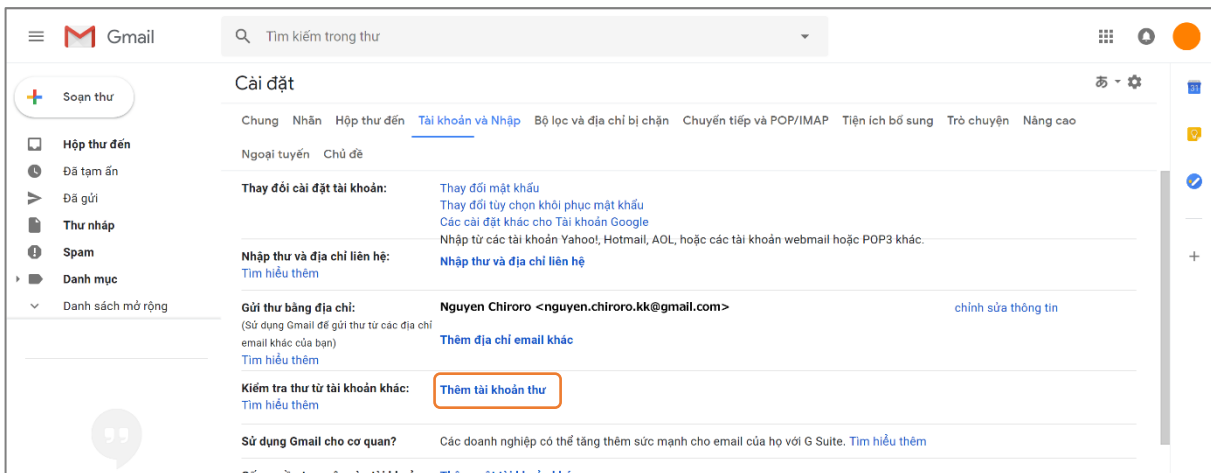 Gmail
Tìm kiếm trong thư
Soạn thư
Cài đặt
あ
31
Chung Nhãn Hộp thư đến Tài khoản và Nhập Bộ lọc và địa chỉ bị chặn Chuyển tiếp và POP/IMAP Tiện ích bổ sung Trò chuyện Nâng cao
Ngoại tuyến Chủ đề
Hộp thư đến
Đã tạm ẩn
Đã gửi
Thư nháp
Spam
Danh mục
Danh sách mở rộng
Thay đổi cài đặt tài khoản: Thay đổi mật khẩu
Thay đổi tùy chọn khôi phục mật khẩu
Các cài đặt khác cho Tài khoản Google
Nhập từ các tài khoản Yahoo!, Hotmail, AOL, hoặc các tài khoản webmail hoặc POP3 khác.
Nhập thư và địa chỉ liên hệ: Nhập thư và địa chỉ liên hệ
Tìm hiểu thêm
Gửi thư bằng địa chỉ: Nguyen Chiroro <nguyen.chiroro.kk@gmail.com> chỉnh sửa thông tin
(Sử dụng Gmail để gửi thư từ các địa chỉ
email khác của bạn) Thêm địa chỉ email khác
Tìm hiểu thêm
Kiểm tra thư từ tài khoản khác: Thêm tài khoản thư
Tìm hiểu thêm
Sử dụng Gmail cho cơ quan? Các doanh nghiệp có thể tăng thêm sức mạnh cho email của họ với G Suite. Tìm hiểu thêm